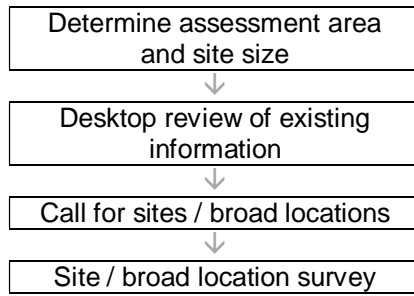 Determine assessment area
and site size
Desktop review of existing
information
Call for sites / broad locations
Site / broad location survey